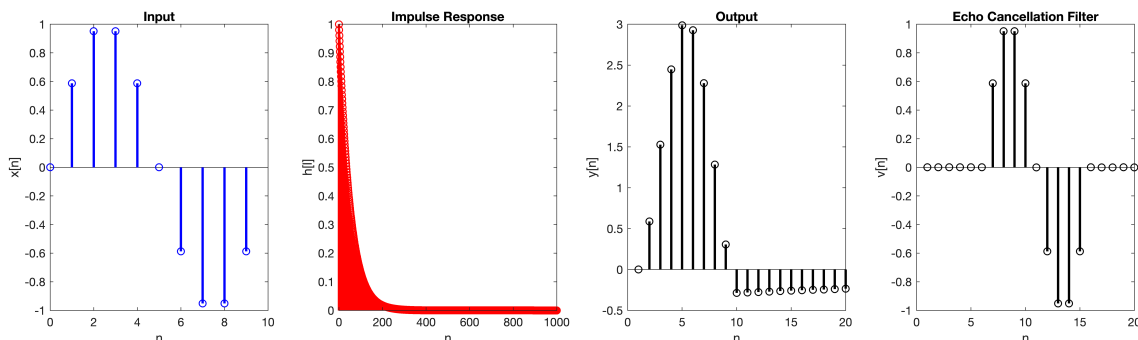 Input
Impulse Response
Output
Echo Cancellation Filter
x[n]
1
0.8
0.6
0.4
0.2
0
-0.2
-0.4
-0.6
-0.8
-1
0 2 4 6 8 10
n
h[l]
1
0.9
0.8
0.7
0.6
0.5
0.4
0.3
0.2
0.1
0
0 200 400 600 800 1000
n
y[n]
3
2.5
2
1.5
1
0.5
0
-0.5
0 5 10 15 20
n
v[n]
1
0.8
0.6
0.4
0.2
0
-0.2
-0.4
-0.6
-0.8
-1
0 5 10 15 20
n